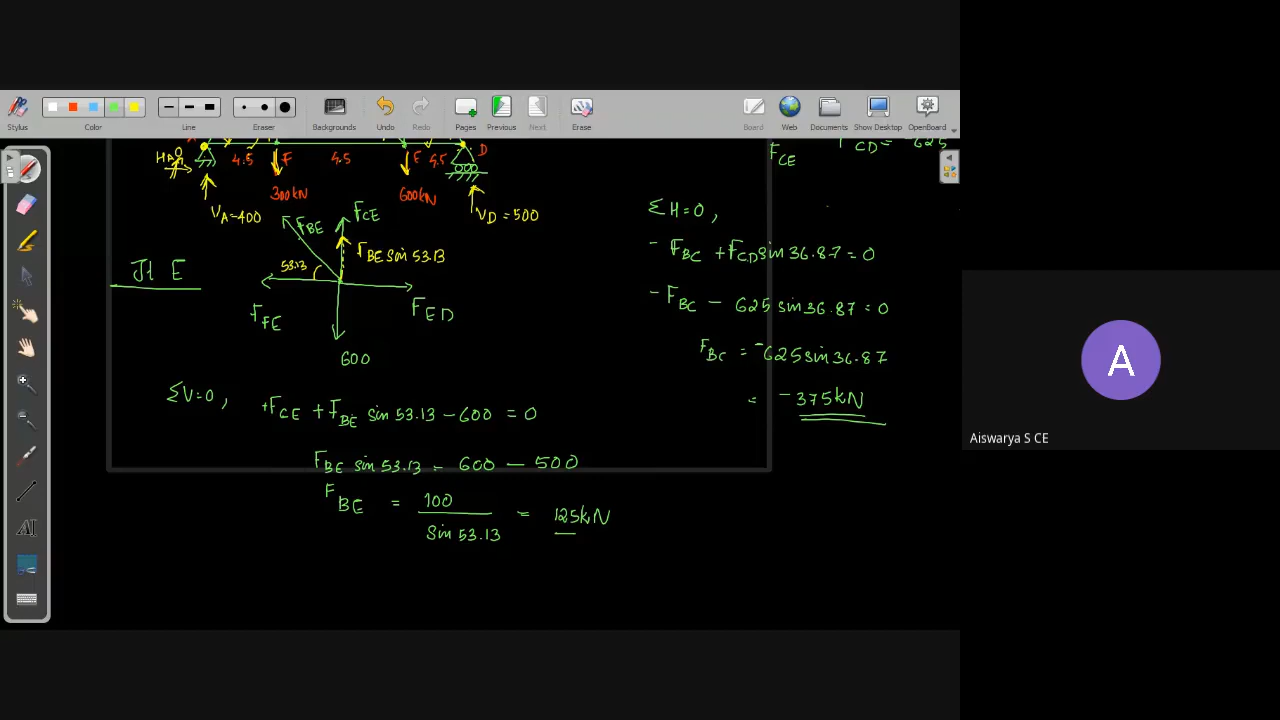 Stylus
Color
Line
Eraser
Backgrounds
Undo
Redo
Pages
Previous
Next
Erase
Board
Web
Documents
Show Desktop
OpenBoard
4.5
F
4.5
E
4.5
D
300kN
600kN
VA=400
VD = 500
FCE
FCD= -625
Jt E
FBE
FCE
FBE sin 53.13
53.13
FFE
FED
600
ΣV=0, +FCE + FBE sin 53.13 - 600 = 0
FBE sin 53.13 = 600 - 500
FBE = 100 / sin 53.13 = 125kN
ΣH=0,
- FBC + FCD sin 36.87 = 0
- FBC - 625 sin 36.87 = 0
FBC = -625 sin 36.87
= -375kN
A
Aiswarya S CE